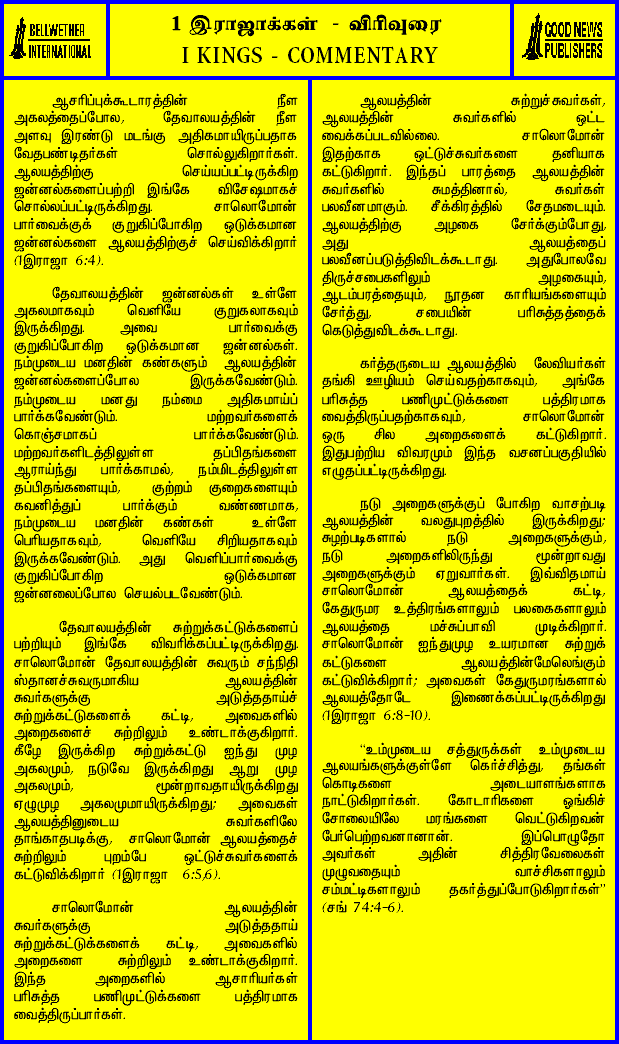 BELLWETHER
INTERNATIONAL
1 இராஜாக்கள் - விரிவுரை
I KINGS - COMMENTARY
GOOD NEWS
PUBLISHERS
ஆசரிப்புக்கூடாரத்தின் நீள
அகலத்தைப்போல, தேவாலயத்தின் நீள
அளவு இரண்டு மடங்கு அதிகமாயிருப்பதாக
வேதபண்டிதர்கள் சொல்லுகிறார்கள்.
ஆலயத்திற்கு செய்யப்பட்டிருக்கிற
ஜன்னல்களைப்பற்றி இங்கே விசேஷமாகச்
சொல்லப்பட்டிருக்கிறது. சாலொமோன்
பார்வைக்குக் குறுகிப்போகிற ஒடுக்கமான
ஜன்னல்களை ஆலயத்திற்குச் செய்விக்கிறார்
(1இராஜா 6:4).
தேவாலயத்தின் ஜன்னல்கள் உள்ளே
அகலமாகவும் வெளியே குறுகலாகவும்
இருக்கிறது. அவை பார்வைக்கு
குறுகிப்போகிற ஒடுக்கமான ஜன்னல்கள்.
நம்முடைய மனதின் கண்களும் ஆலயத்தின்
ஜன்னல்களைப்போல இருக்கவேண்டும்.
நம்முடைய மனது நம்மை அதிகமாய்ப்
பார்க்கவேண்டும். மற்றவர்களைக்
கொஞ்சமாகப் பார்க்கவேண்டும்.
மற்றவர்களிடத்திலுள்ள தப்பிதங்களை
ஆராய்ந்து பார்க்காமல், நம்பிடத்திலுள்ள
தப்பிதங்களையும், குற்றம் குறைகளையும்
கவனித்துப் பார்க்கும் வண்ணமாக,
நம்முடைய மனதின் கண்கள் உள்ளே
பெரியதாகவும், வெளியே சிறியதாகவும்
இருக்கவேண்டும். அது வெளிப்பார்வைக்கு
குறுகிப்போகிற ஒடுக்கமான
ஜன்னலைப்போல செயல்படவேண்டும்.
தேவாலயத்தின் சுற்றுக்கட்டுக்களைப்
பற்றியும் இங்கே விவரிக்கப்பட்டிருக்கிறது.
சாலொமோன் தேவாலயத்தின் சுவரும் சந்நிதி
ஸ்தானச்சுவருமாகிய ஆலயத்தின்
சுவர்களுக்கு அடுத்ததாய்ச்
சுற்றுக்கட்டுகளைக் கட்டி, அவைகளில்
அறைகளைச் சுற்றிலும் உண்டாக்குகிறார்.
கீழே இருக்கிற சுற்றுக்கட்டு ஐந்து முழ
அகலமும், நடுவே இருக்கிறது ஆறு முழ
அகலமும், மூன்றாவதாயிருக்கிறது
ஏழுமுழ அகலமுமாயிருக்கிறது; அவைகள்
ஆலயத்தினுடைய சுவர்களிலே
தாங்காதபடிக்கு, சாலொமோன் ஆலயத்தைச்
சுற்றிலும் புறம்பே ஒட்டுச்சுவர்களைக்
கட்டுவிக்கிறார் (1இராஜா 6:5,6).
சாலொமோன் ஆலயத்தின்
சுவர்களுக்கு அடுத்ததாய்
சுற்றுக்கட்டுக்களைக் கட்டி, அவைகளில்
அறைகளை சுற்றிலும் உண்டாக்குகிறார்.
இந்த அறைகளில் ஆசாரியர்கள்
பரிசுத்த பணிமுட்டுக்களை பத்திரமாக
வைத்திருப்பார்கள்.
ஆலயத்தின் சுற்றுச்சுவர்கள்,
ஆலயத்தின் சுவர்களில் ஒட்ட
வைக்கப்படவில்லை. சாலொமோன்
இதற்காக ஒட்டுச்சுவர்களை தனியாக
கட்டுகிறார். இந்தப் பாரத்தை ஆலயத்தின்
சுவர்களில் சுமத்தினால், சுவர்கள்
பலவீனமாகும். சீக்கிரத்தில் சேதமடையும்.
ஆலயத்திற்கு அழகை சேர்க்கும்போது,
அது ஆலயத்தைப்
பலவீனப்படுத்திவிடக்கூடாது. அதுபோலவே
திருச்சபைகளிலும் அழகையும்,
ஆடம்பரத்தையும், நூதன காரியங்களையும்
சேர்த்து, சபையின் பரிசுத்தத்தைக்
கெடுத்துவிடக்கூடாது.
கர்த்தருடைய ஆலயத்தில் லேவியர்கள்
தங்கி ஊழியம் செய்வதற்காகவும், அங்கே
பரிசுத்த பணிமுட்டுக்களை பத்திரமாக
வைத்திருப்பதற்காகவும், சாலொமோன்
ஒரு சில அறைகளைக் கட்டுகிறார்.
இதுபற்றிய விவரமும் இந்த வசனப்பகுதியில்
எழுதப்பட்டிருக்கிறது.
நடு அறைகளுக்குப் போகிற வாசற்படி
ஆலயத்தின் வலதுபுறத்தில் இருக்கிறது;
சுழற்படிகளால் நடு அறைகளுக்கும்,
நடு அறைகளிலிருந்து மூன்றாவது
அறைகளுக்கும் ஏறுவார்கள். இவ்விதமாய்
சாலொமோன் ஆலயத்தைக் கட்டி,
கேதுருமர உத்திரங்களாலும் பலகைகளாலும்
ஆலயத்தை மச்சுப்பாவி முடிக்கிறார்.
சாலொமோன் ஐந்துமுழ உயரமான சுற்றுக்
கட்டுகளை ஆலயத்தின்மேலெங்கும்
கட்டுவிக்கிறார்; அவைகள் கேதுருமரங்களால்
ஆலயத்தோடே இணைக்கப்பட்டிருக்கிறது
(1இராஜா 6:8-10).
"உம்முடைய சத்துருக்கள் உம்முடைய
ஆலயங்களுக்குள்ளே கெர்ச்சித்து, தங்கள்
கொடிகளை அடையாளங்களாக
நாட்டுகிறார்கள். கோடாரிகளை ஓங்கிச்
சோலையிலே மரங்களை வெட்டுகிறவன்
பேர்பெற்றவனானான். இப்பொழுதோ
அவர்கள் அதின் சித்திரவேலைகள்
முழுவதையும் வாச்சிகளாலும்
சம்மட்டிகளாலும் தகர்த்துப்போடுகிறார்கள்"
(சங் 74:4-6).